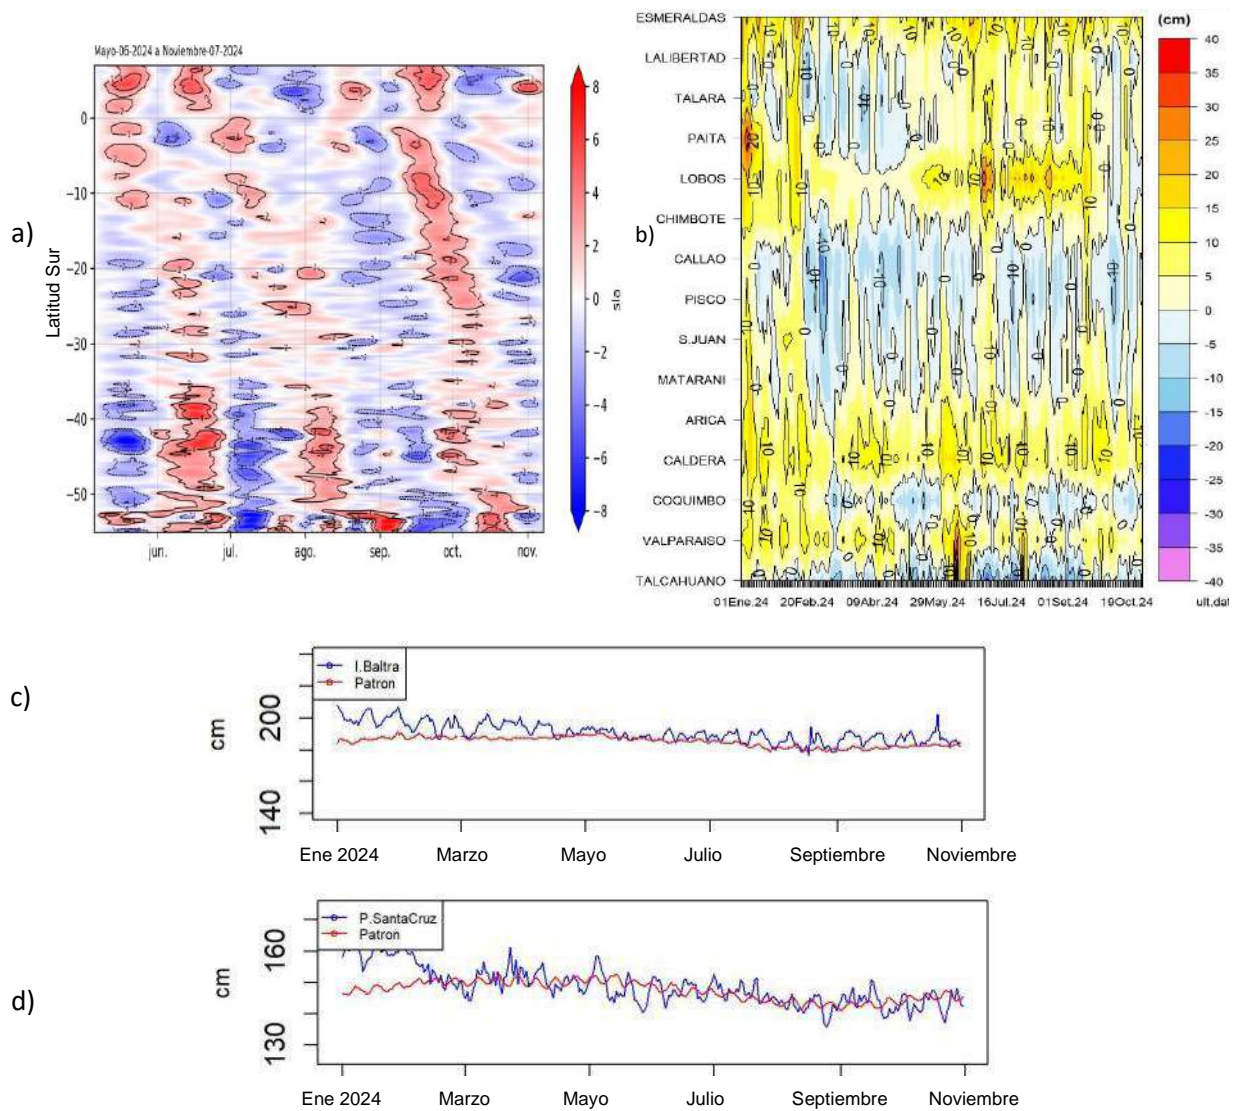 Mayo-06-2024 a Noviembre-07-2024
a)
Latitud Sur
0
−10
−20
−30
−40
−50
jun.
jul.
ago.
sep.
oct.
nov.
8
6
4
2
0
−2
−4
−6
−8
sla
b)
ESMERALDAS
LALIBERTAD
TALARA
PAITA
LOBOS
CHIMBOTE
CALLAO
PISCO
S.JUAN
MATARANI
ARICA
CALDERA
COQUIMBO
VALPARAISO
TALCAHUANO
01Ene.24
20Feb.24
09Abr.24
29May.24
16Jul.24
01Set.24
19Oct.24
ult.dat
(cm)
40
35
30
25
20
15
10
5
0
-5
-10
-15
-20
-25
-30
-35
-40
c)
I.Baltra
Patron
cm
200
140
Ene 2024
Marzo
Mayo
Julio
Septiembre
Noviembre
d)
P.SantaCruz
Patron
cm
160
130
Ene 2024
Marzo
Mayo
Julio
Septiembre
Noviembre